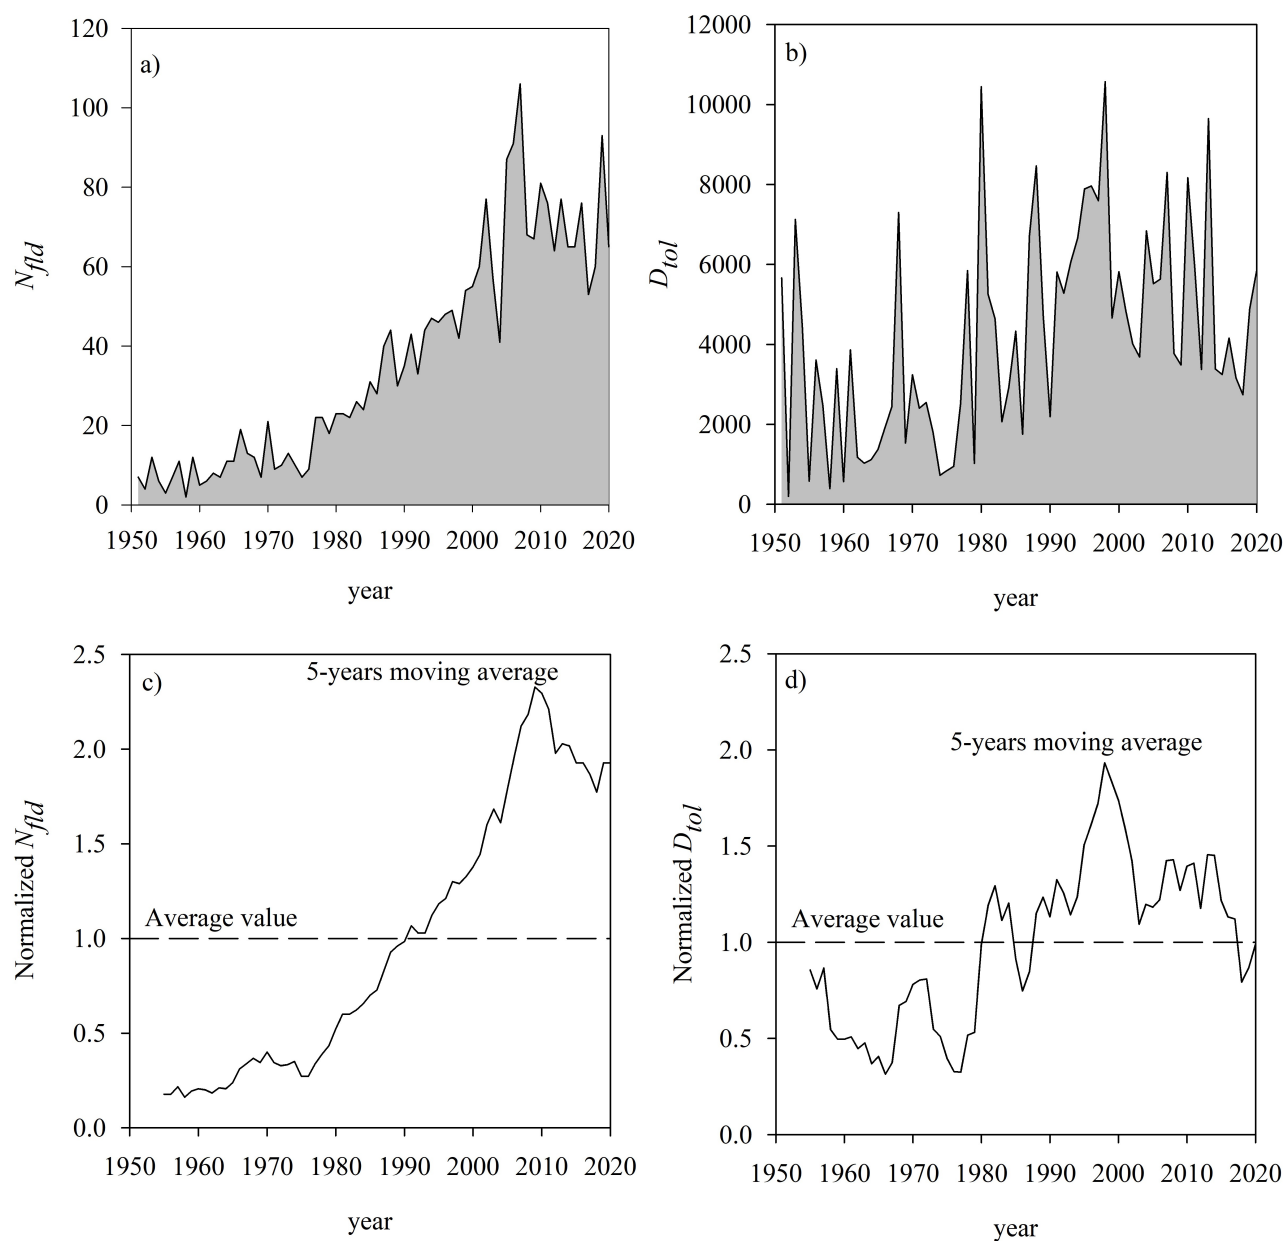 a)
N_fld
120
100
80
60
40
20
0
1950 1960 1970 1980 1990 2000 2010 2020
year
b)
D_tol
12000
10000
8000
6000
4000
2000
0
1950 1960 1970 1980 1990 2000 2010 2020
year
c)
5-years moving average
Average value
Normalized N_fld
2.5
2.0
1.5
1.0
0.5
0.0
1950 1960 1970 1980 1990 2000 2010 2020
year
d)
5-years moving average
Average value
Normalized D_tol
2.5
2.0
1.5
1.0
0.5
0.0
1950 1960 1970 1980 1990 2000 2010 2020
year